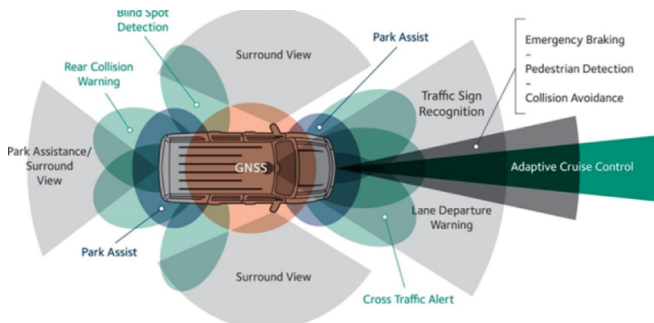 Blind Spot
Detection
Surround View
Park Assist
Emergency Braking
–
Pedestrian Detection
–
Collision Avoidance
Rear Collision
Warning
Traffic Sign
Recognition
Park Assistance/
Surround
View
GNSS
Adaptive Cruise Control
Lane Departure
Warning
Park Assist
Surround View
Cross Traffic Alert